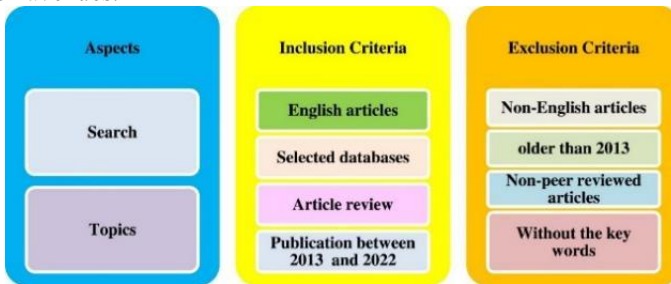 Aspects
Search
Topics
Inclusion Criteria
English articles
Selected databases
Article review
Publication between
2013 and 2022
Exclusion Criteria
Non-English articles
older than 2013
Non-peer reviewed
articles
Without the key
words